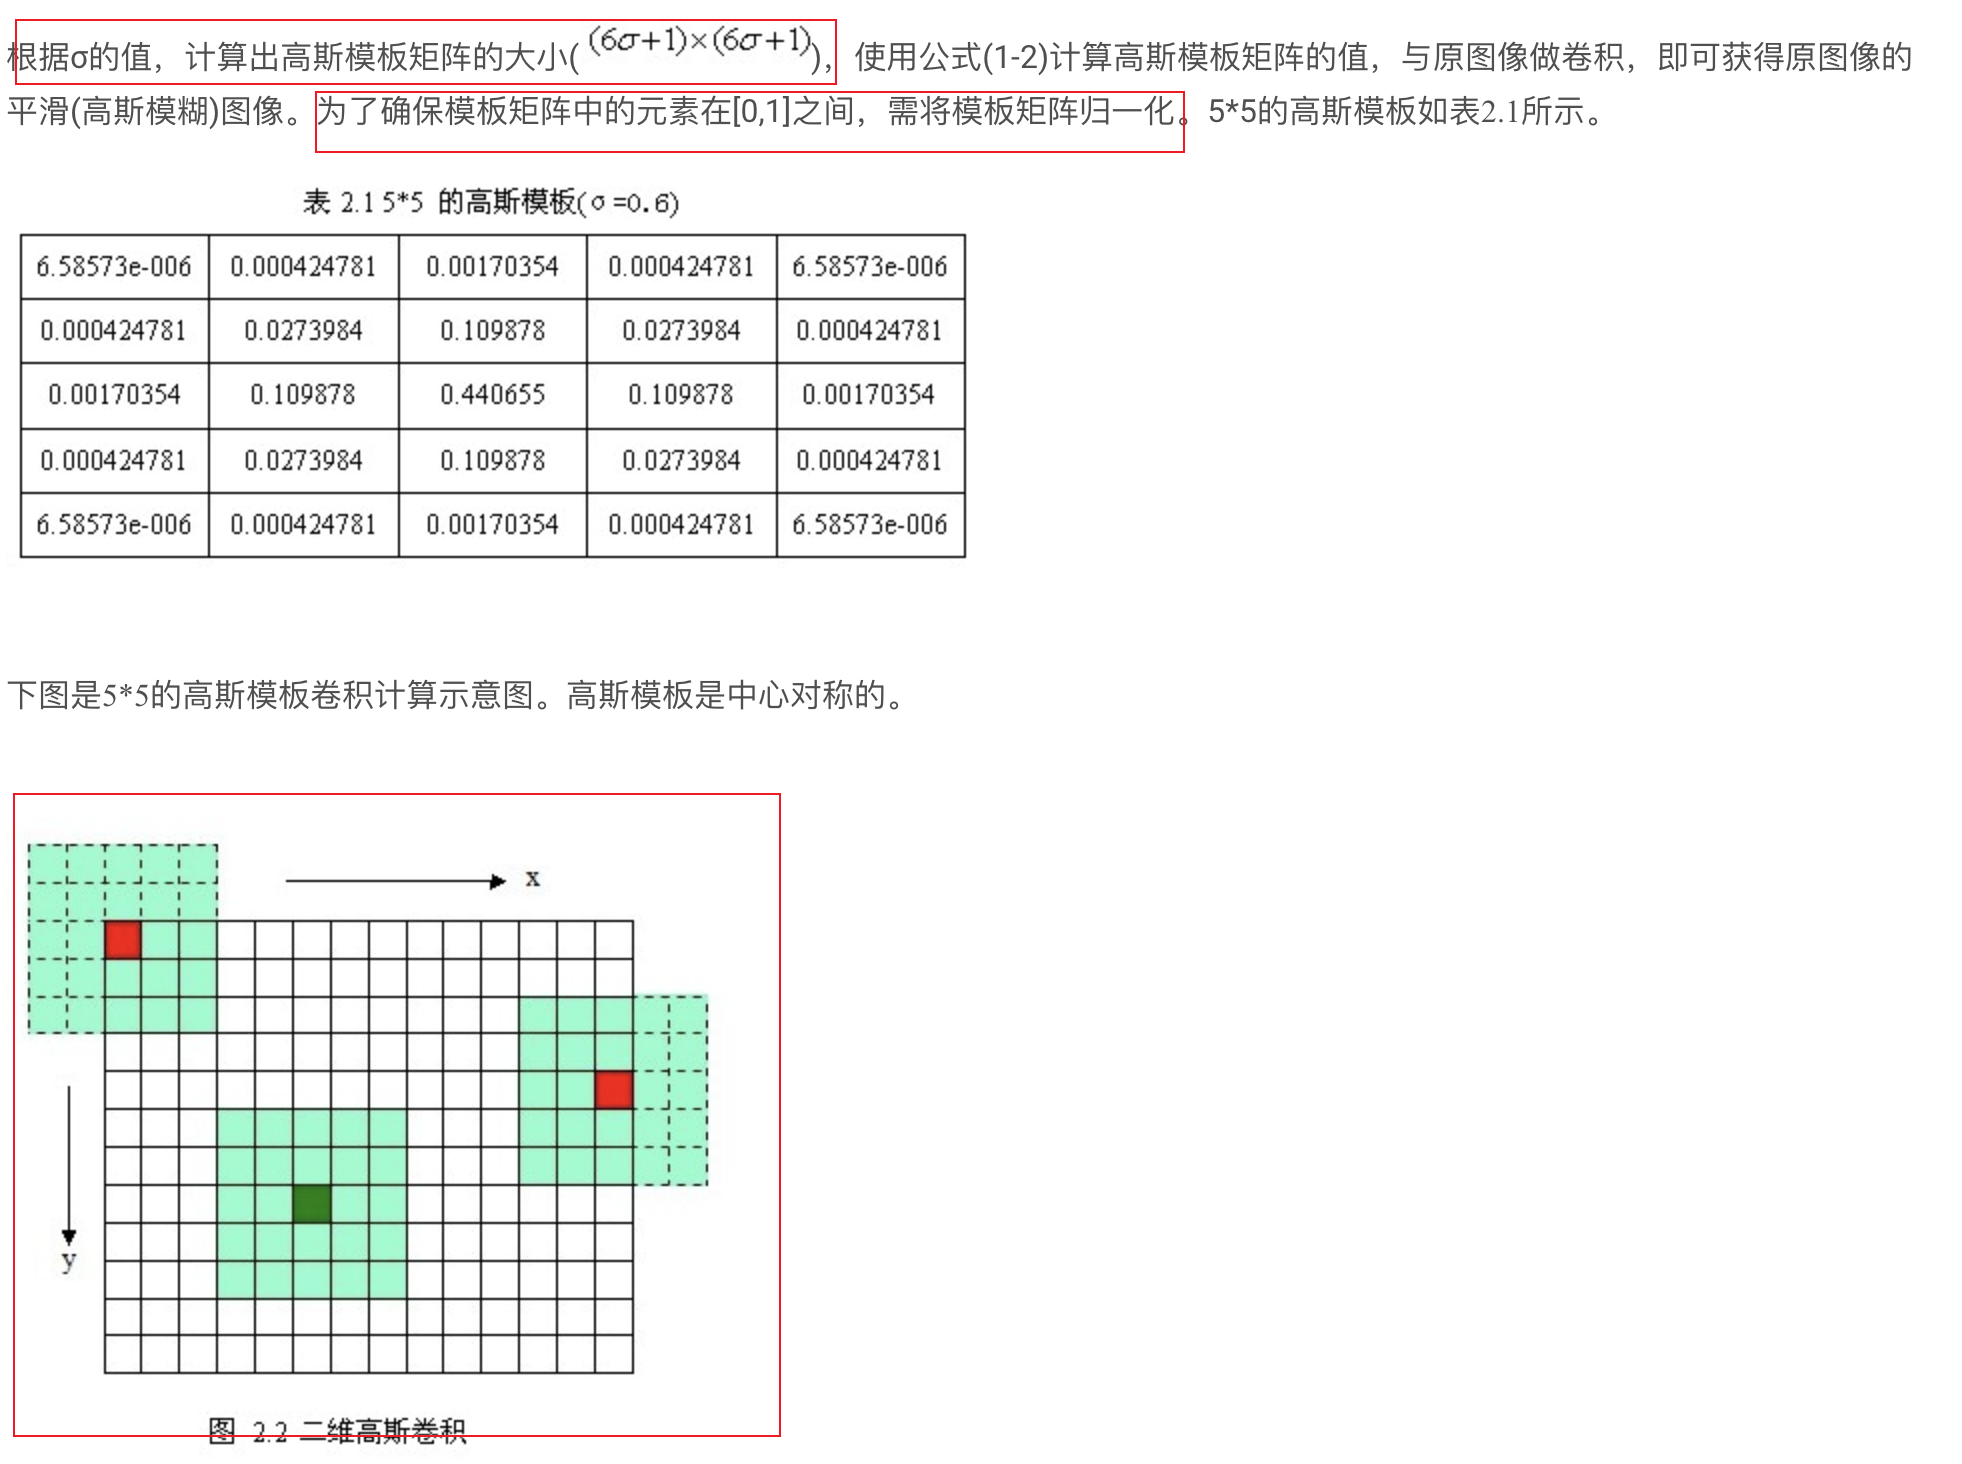 根据σ的值，计算出高斯模板矩阵的大小((6σ+1)×(6σ+1))，使用公式(1-2)计算高斯模板矩阵的值，与原图像做卷积，即可获得原图像的
平滑(高斯模糊)图像。为了确保模板矩阵中的元素在[0,1]之间，需将模板矩阵归一化。5*5的高斯模板如表2.1所示。
表 2.1 5*5 的高斯模板(σ=0.6)
6.58573e-006 0.000424781 0.00170354 0.000424781 6.58573e-006
0.000424781 0.0273984 0.109878 0.0273984 0.000424781
0.00170354 0.109878 0.440655 0.109878 0.00170354
0.000424781 0.0273984 0.109878 0.0273984 0.000424781
6.58573e-006 0.000424781 0.00170354 0.000424781 6.58573e-006
下图是5*5的高斯模板卷积计算示意图。高斯模板是中心对称的。
x
y
图 2.2 二维高斯卷积